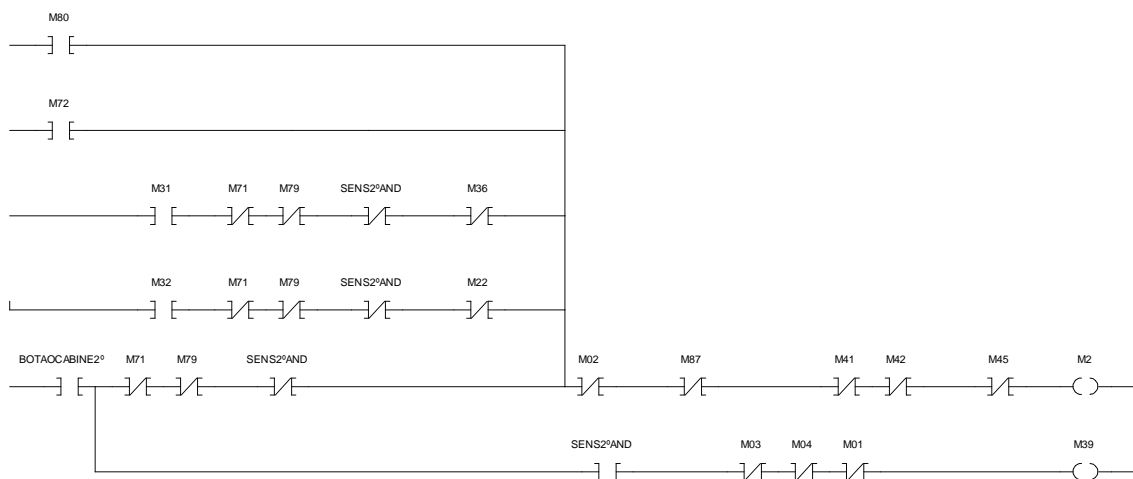 M80
M72
M31 M71 M79 SENS2ºAND M36
M32 M71 M79 SENS2ºAND M22
BOTAOCABINE2º M71 M79 SENS2ºAND M02 M87 M41 M42 M45 M2
SENS2ºAND M03 M04 M01 M39